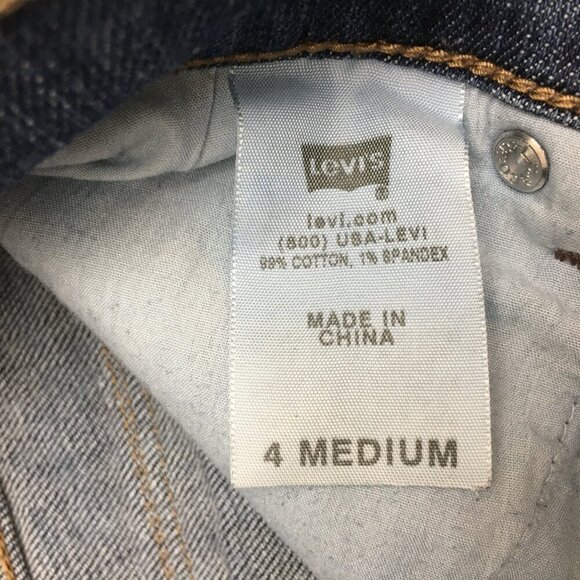 LEVI'S
®
levi.com
(800) USA-LEVI
99% COTTON, 1% SPANDEX
MADE IN
CHINA
4 MEDIUM